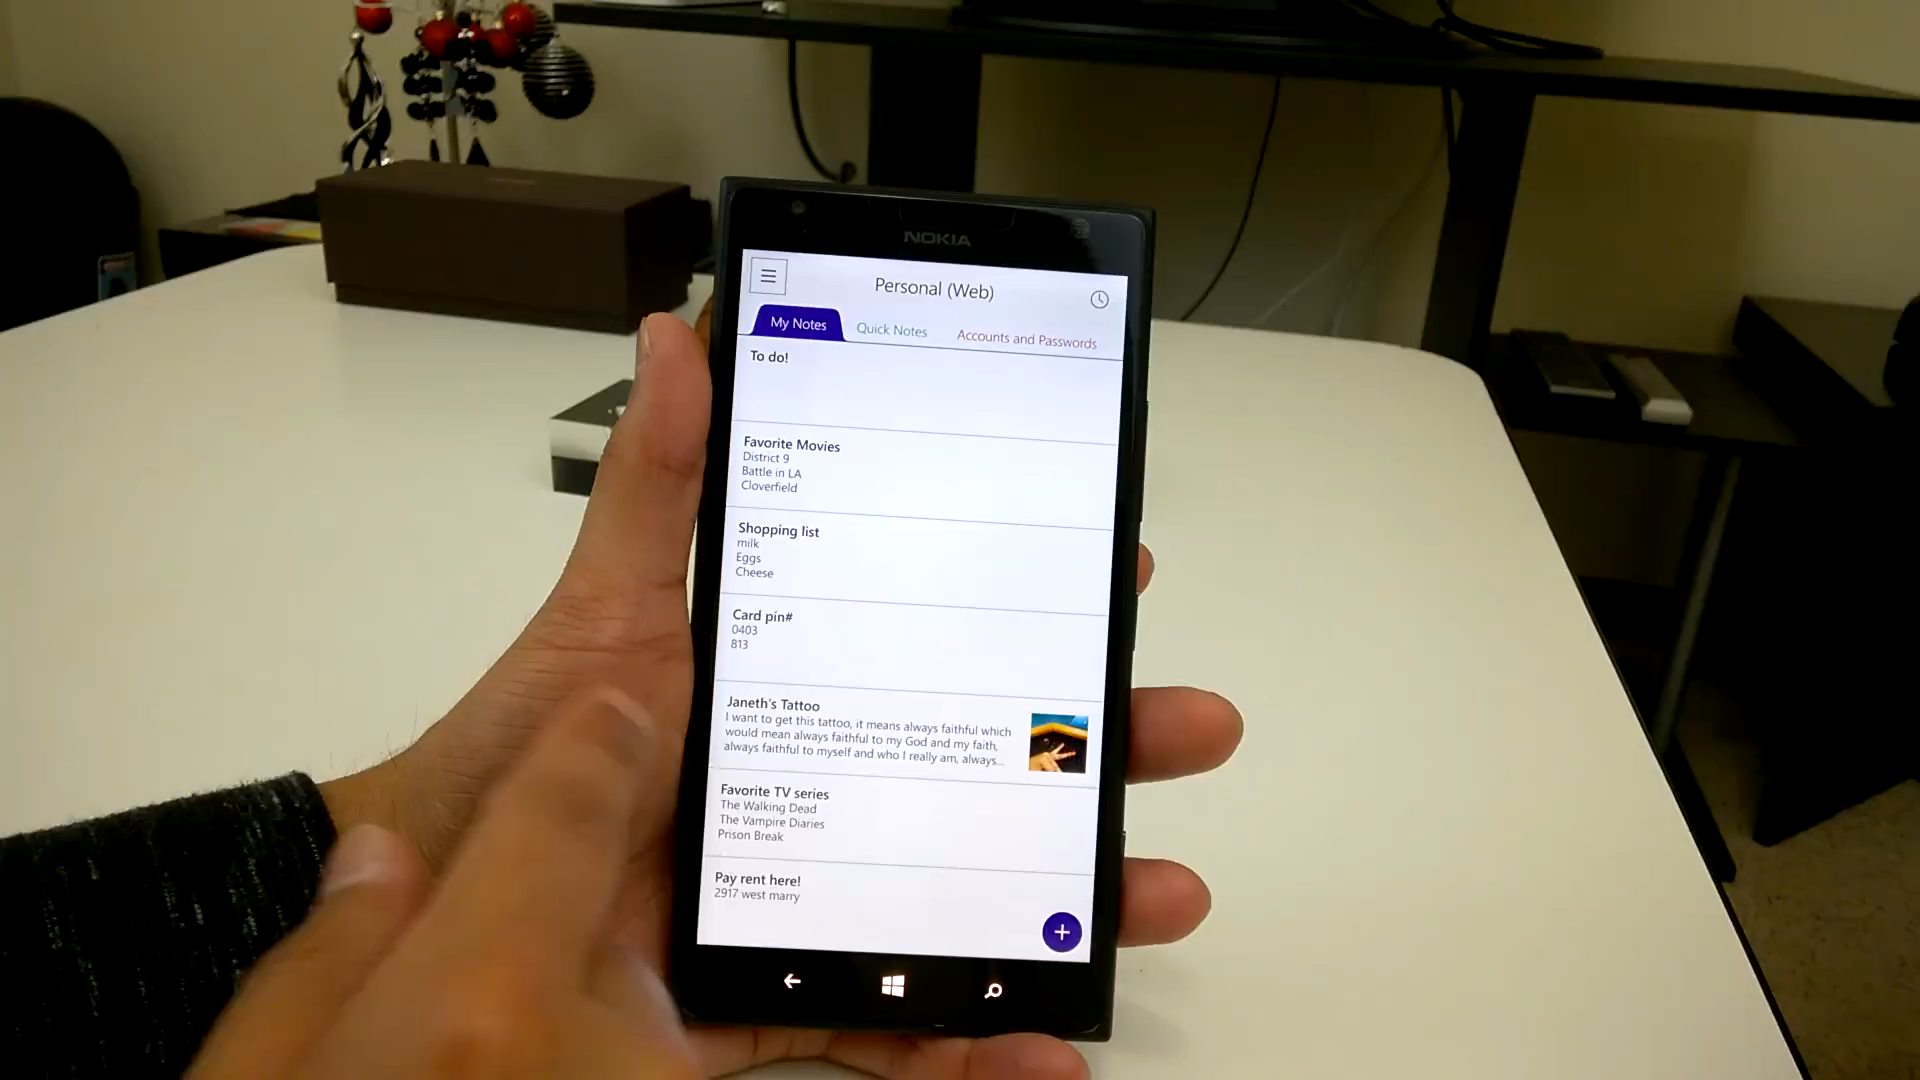 NOKIA
Personal (Web)
My Notes
Quick Notes
Accounts and Passwords
To do!
Favorite Movies
District 9
Battle in LA
Cloverfield
Shopping list
milk
Eggs
Cheese
Card pin#
0403
813
Janeth's Tattoo
I want to get this tattoo, it means always faithful which
would mean always faithful to my God and my faith,
always faithful to myself and who I really am, always...
Favorite TV series
The Walking Dead
The Vampire Diaries
Prison Break
Pay rent here!
2917 west marry